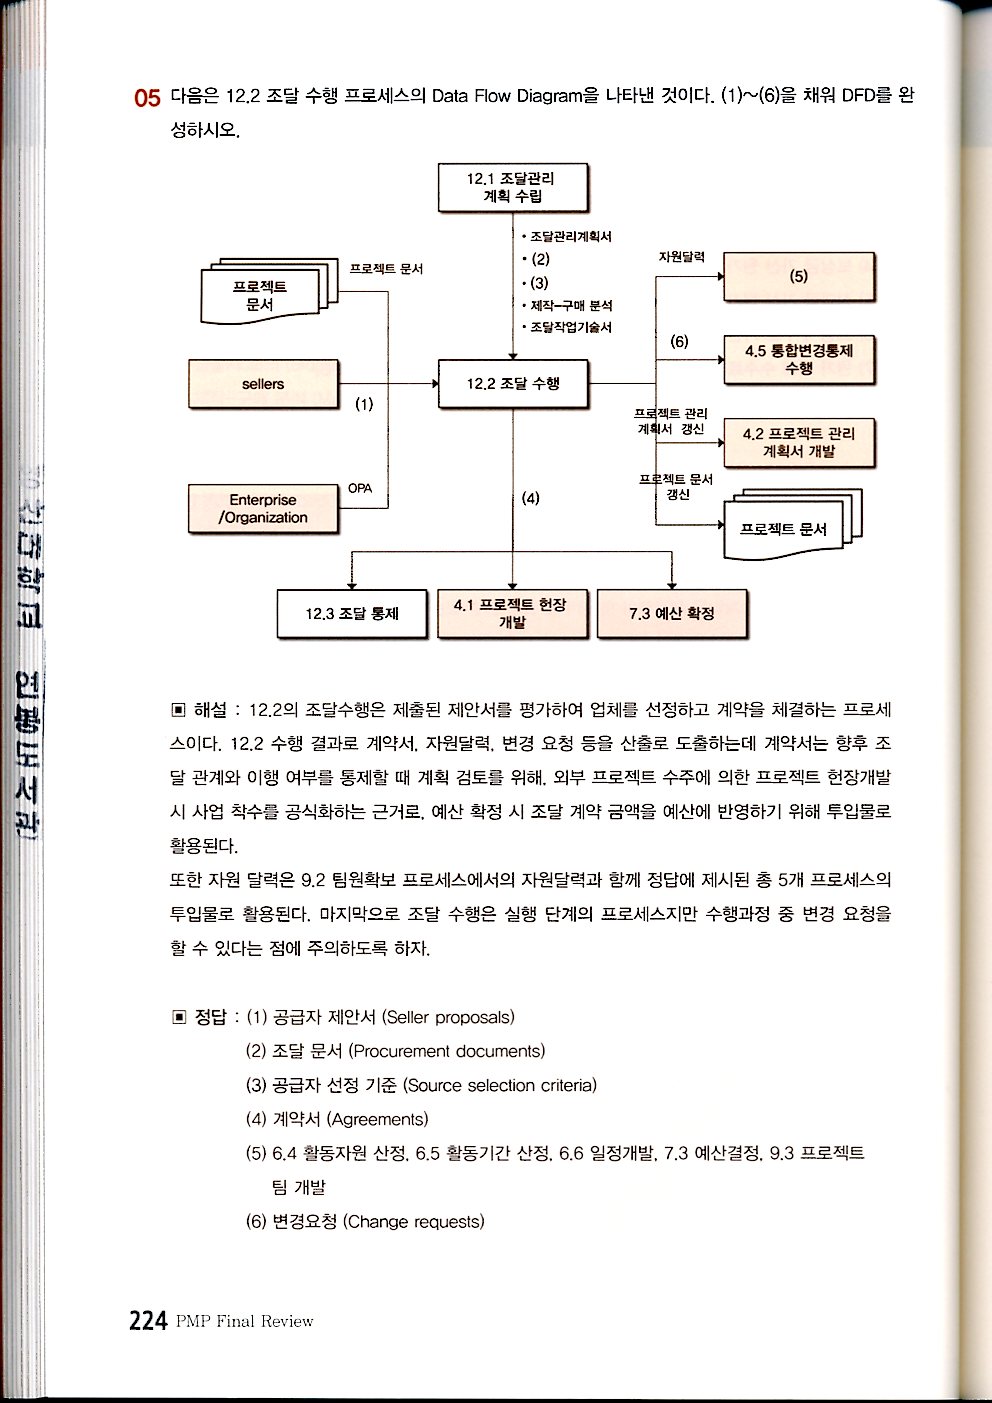 05 다음은 12.2 조달 수행 프로세스의 Data Flow Diagram을 나타낸 것이다. (1)~(6)을 채워 DFD를 완
성하시오.
12.1 조달관리
계획 수립
• 조달관리계획서
• (2)
• (3)
• 제작-구매 분석
• 조달작업기술서
프로젝트
문서
프로젝트 문서
sellers
(1)
Enterprise
/Organization
OPA
12.2 조달 수행
자원달력
(5)
(6)
4.5 통합변경통제
수행
프로젝트 관리
계획서 갱신
4.2 프로젝트 관리
계획서 개발
프로젝트 문서
갱신
프로젝트 문서
(4)
12.3 조달 통제
4.1 프로젝트 헌장
개발
7.3 예산 확정
▣ 해설 : 12.2의 조달수행은 제출된 제안서를 평가하여 업체를 선정하고 계약을 체결하는 프로세
스이다. 12.2 수행 결과로 계약서, 자원달력, 변경 요청 등을 산출로 도출하는데 계약서는 향후 조
달 관계와 이행 여부를 통제할 때 계획 검토를 위해, 외부 프로젝트 수주에 의한 프로젝트 헌장개발
시 사업 착수를 공식화하는 근거로, 예산 확정 시 조달 계약 금액을 예산에 반영하기 위해 투입물로
활용된다.
또한 자원 달력은 9.2 팀원확보 프로세스에서의 자원달력과 함께 정답에 제시된 총 5개 프로세스의
투입물로 활용된다. 마지막으로 조달 수행은 실행 단계의 프로세스지만 수행과정 중 변경 요청을
할 수 있다는 점에 주의하도록 하자.
▣ 정답 : (1) 공급자 제안서 (Seller proposals)
(2) 조달 문서 (Procurement documents)
(3) 공급자 선정 기준 (Source selection criteria)
(4) 계약서 (Agreements)
(5) 6.4 활동자원 산정, 6.5 활동기간 산정, 6.6 일정개발, 7.3 예산결정, 9.3 프로젝트
팀 개발
(6) 변경요청 (Change requests)
224 PMP Final Review
대학교 연봉도서관